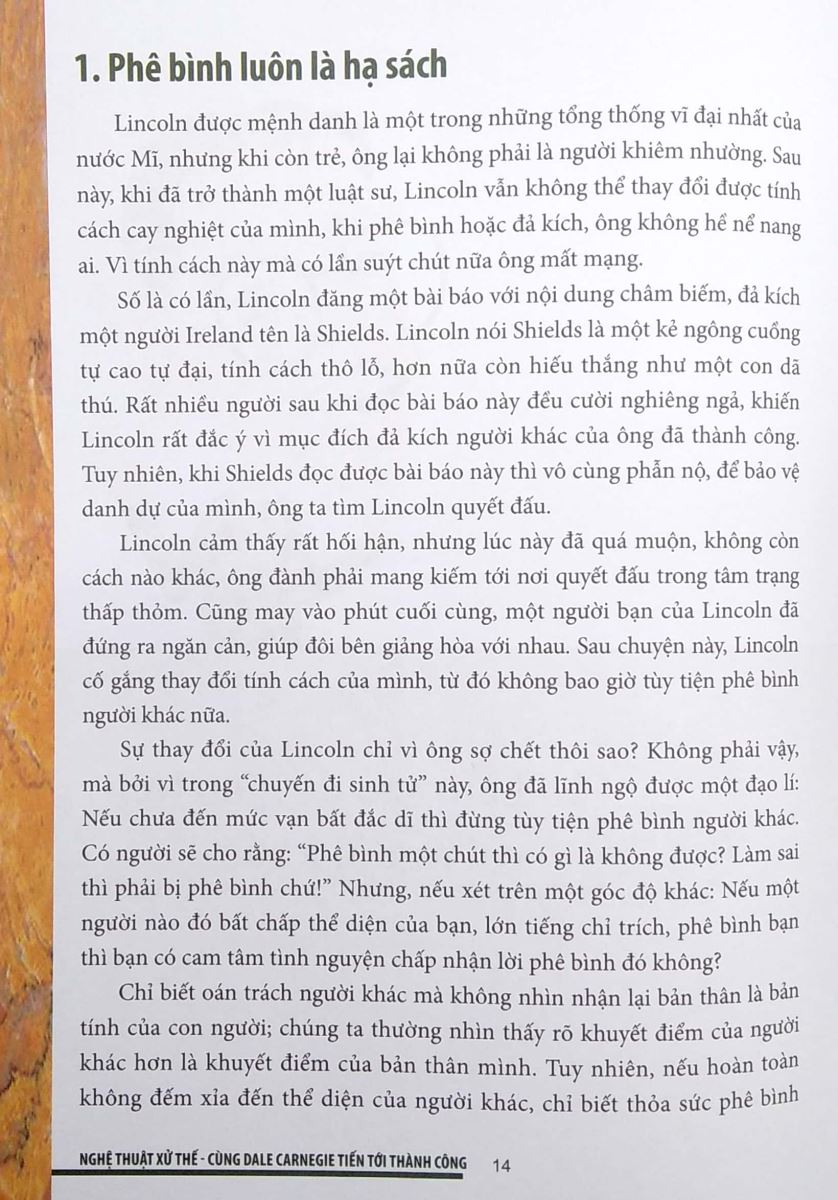 1. Phê bình luôn là hạ sách
Lincoln được mệnh danh là một trong những tổng thống vĩ đại nhất của
nước Mĩ, nhưng khi còn trẻ, ông lại không phải là người khiêm nhường. Sau
này, khi đã trở thành một luật sư, Lincoln vẫn không thể thay đổi được tính
cách cay nghiệt của mình, khi phê bình hoặc đả kích, ông không hề nể nang
ai. Vì tính cách này mà có lần suýt chút nữa ông mất mạng.
Số là có lần, Lincoln đăng một bài báo với nội dung châm biếm, đả kích
một người Ireland tên là Shields. Lincoln nói Shields là một kẻ ngông cuồng
tự cao tự đại, tính cách thô lỗ, hơn nữa còn hiếu thắng như một con dã
thú. Rất nhiều người sau khi đọc bài báo này đều cười nghiêng ngả, khiến
Lincoln rất đắc ý vì mục đích đả kích người khác của ông đã thành công.
Tuy nhiên, khi Shields đọc được bài báo này thì vô cùng phẫn nộ, để bảo vệ
danh dự của mình, ông ta tìm Lincoln quyết đấu.
Lincoln cảm thấy rất hối hận, nhưng lúc này đã quá muộn, không còn
cách nào khác, ông đành phải mang kiếm tới nơi quyết đấu trong tâm trạng
thấp thỏm. Cũng may vào phút cuối cùng, một người bạn của Lincoln đã
đứng ra ngăn cản, giúp đôi bên giảng hòa với nhau. Sau chuyện này, Lincoln
cố gắng thay đổi tính cách của mình, từ đó không bao giờ tùy tiện phê bình
người khác nữa.
Sự thay đổi của Lincoln chỉ vì ông sợ chết thôi sao? Không phải vậy,
mà bởi vì trong “chuyến đi sinh tử” này, ông đã lĩnh ngộ được một đạo lí:
Nếu chưa đến mức vạn bất đắc dĩ thì đừng tùy tiện phê bình người khác.
Có người sẽ cho rằng: “Phê bình một chút thì có gì là không được? Làm sai
thì phải bị phê bình chứ!” Nhưng, nếu xét trên một góc độ khác: Nếu một
người nào đó bất chấp thể diện của bạn, lớn tiếng chỉ trích, phê bình bạn
thì bạn có cam tâm tình nguyện chấp nhận lời phê bình đó không?
Chỉ biết oán trách người khác mà không nhìn nhận lại bản thân là bản
tính của con người; chúng ta thường nhìn thấy rõ khuyết điểm của người
khác hơn là khuyết điểm của bản thân mình. Tuy nhiên, nếu hoàn toàn
không đếm xỉa đến thể diện của người khác, chỉ biết thỏa sức phê bình
NGHỆ THUẬT XỬ THẾ - CÙNG DALE CARNEGIE TIẾN TỚI THÀNH CÔNG 14